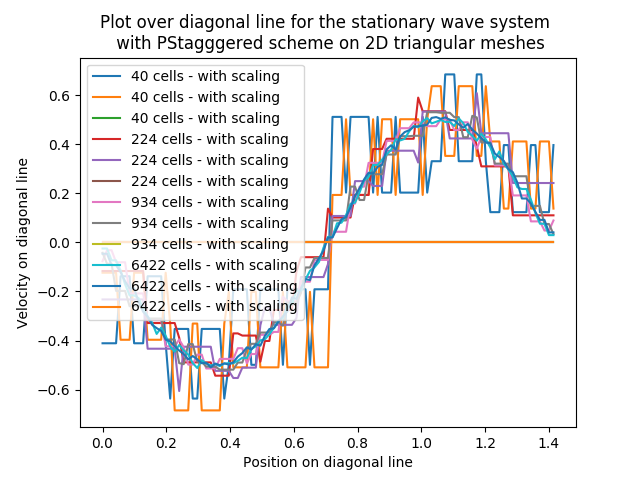 Plot over diagonal line for the stationary wave system
with PStagggered scheme on 2D triangular meshes
40 cells - with scaling
40 cells - with scaling
40 cells - with scaling
224 cells - with scaling
224 cells - with scaling
224 cells - with scaling
934 cells - with scaling
934 cells - with scaling
934 cells - with scaling
6422 cells - with scaling
6422 cells - with scaling
6422 cells - with scaling
Velocity on diagonal line
0.6
0.4
0.2
0.0
−0.2
−0.4
−0.6
0.0 0.2 0.4 0.6 0.8 1.0 1.2 1.4
Position on diagonal line